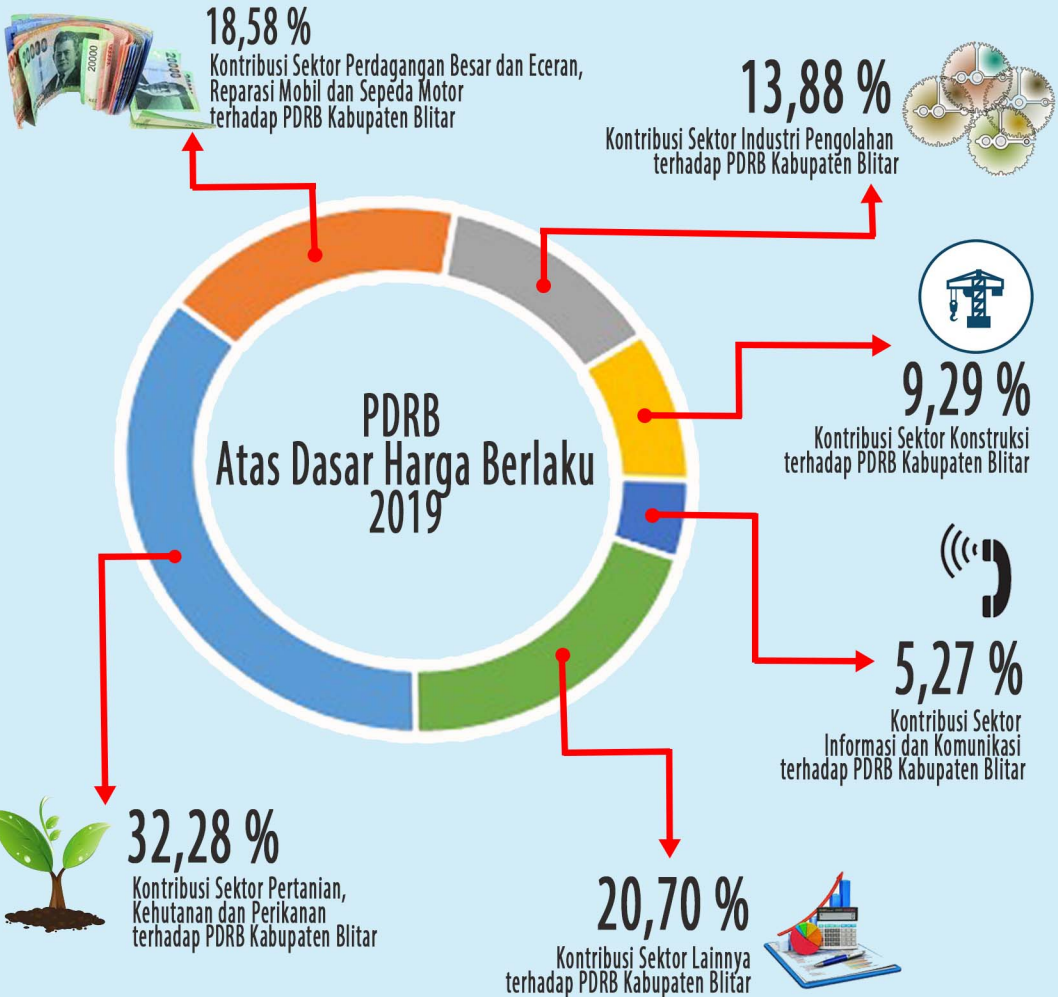 18,58 %
Kontribusi Sektor Perdagangan Besar dan Eceran,
Reparasi Mobil dan Sepeda Motor
terhadap PDRB Kabupaten Blitar
13,88 %
Kontribusi Sektor Industri Pengolahan
terhadap PDRB Kabupaten Blitar
9,29 %
Kontribusi Sektor Konstruksi
terhadap PDRB Kabupaten Blitar
PDRB
Atas Dasar Harga Berlaku
2019
5,27 %
Kontribusi Sektor
Informasi dan Komunikasi
terhadap PDRB Kabupaten Blitar
32,28 %
Kontribusi Sektor Pertanian,
Kehutanan dan Perikanan
terhadap PDRB Kabupaten Blitar
20,70 %
Kontribusi Sektor Lainnya
terhadap PDRB Kabupaten Blitar
20000
20000